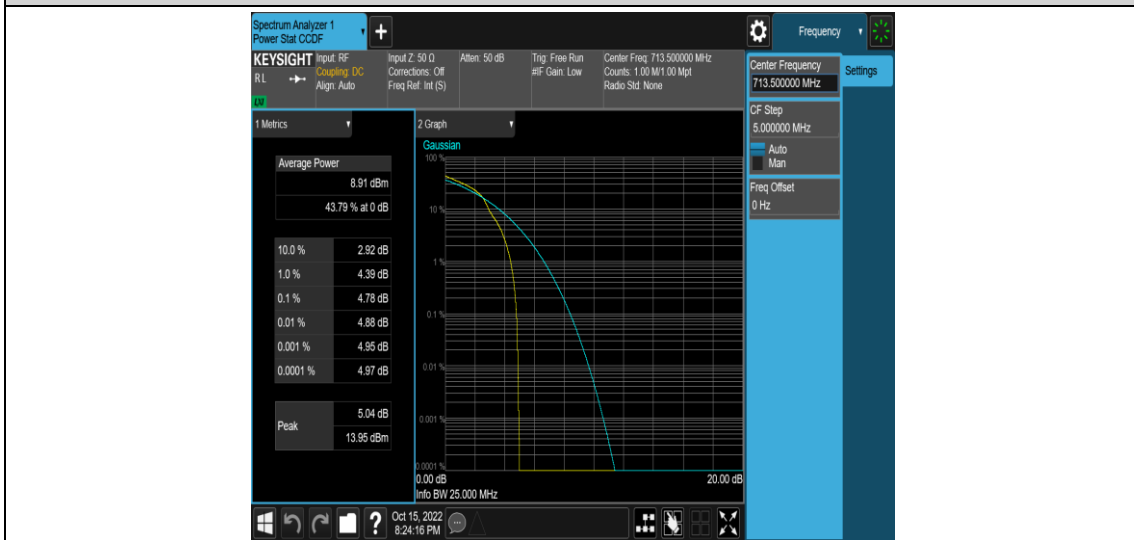 Spectrum Analyzer 1
Power Stat CCDF
+
Frequency
KEYSIGHT
RL
LXI
Input: RF
Coupling: DC
Align: Auto
Input Z: 50 Ω
Corrections: Off
Freq Ref: Int (S)
Atten: 50 dB
Trig: Free Run
#IF Gain: Low
Center Freq: 713.500000 MHz
Counts: 1.00 M/1.00 Mpt
Radio Std: None
Center Frequency
713.500000 MHz
Settings
CF Step
5.000000 MHz
Auto
Man
Freq Offset
0 Hz
1 Metrics
Average Power
8.91 dBm
43.79 % at 0 dB
10.0 % 2.92 dB
1.0 % 4.39 dB
0.1 % 4.78 dB
0.01 % 4.88 dB
0.001 % 4.95 dB
0.0001 % 4.97 dB
Peak 5.04 dB
13.95 dBm
2 Graph
Gaussian
100 %
10 %
1 %
0.1 %
0.01 %
0.001 %
0.0001 %
0.00 dB 20.00 dB
Info BW 25.000 MHz
?
Oct 15, 2022
8:24:16 PM